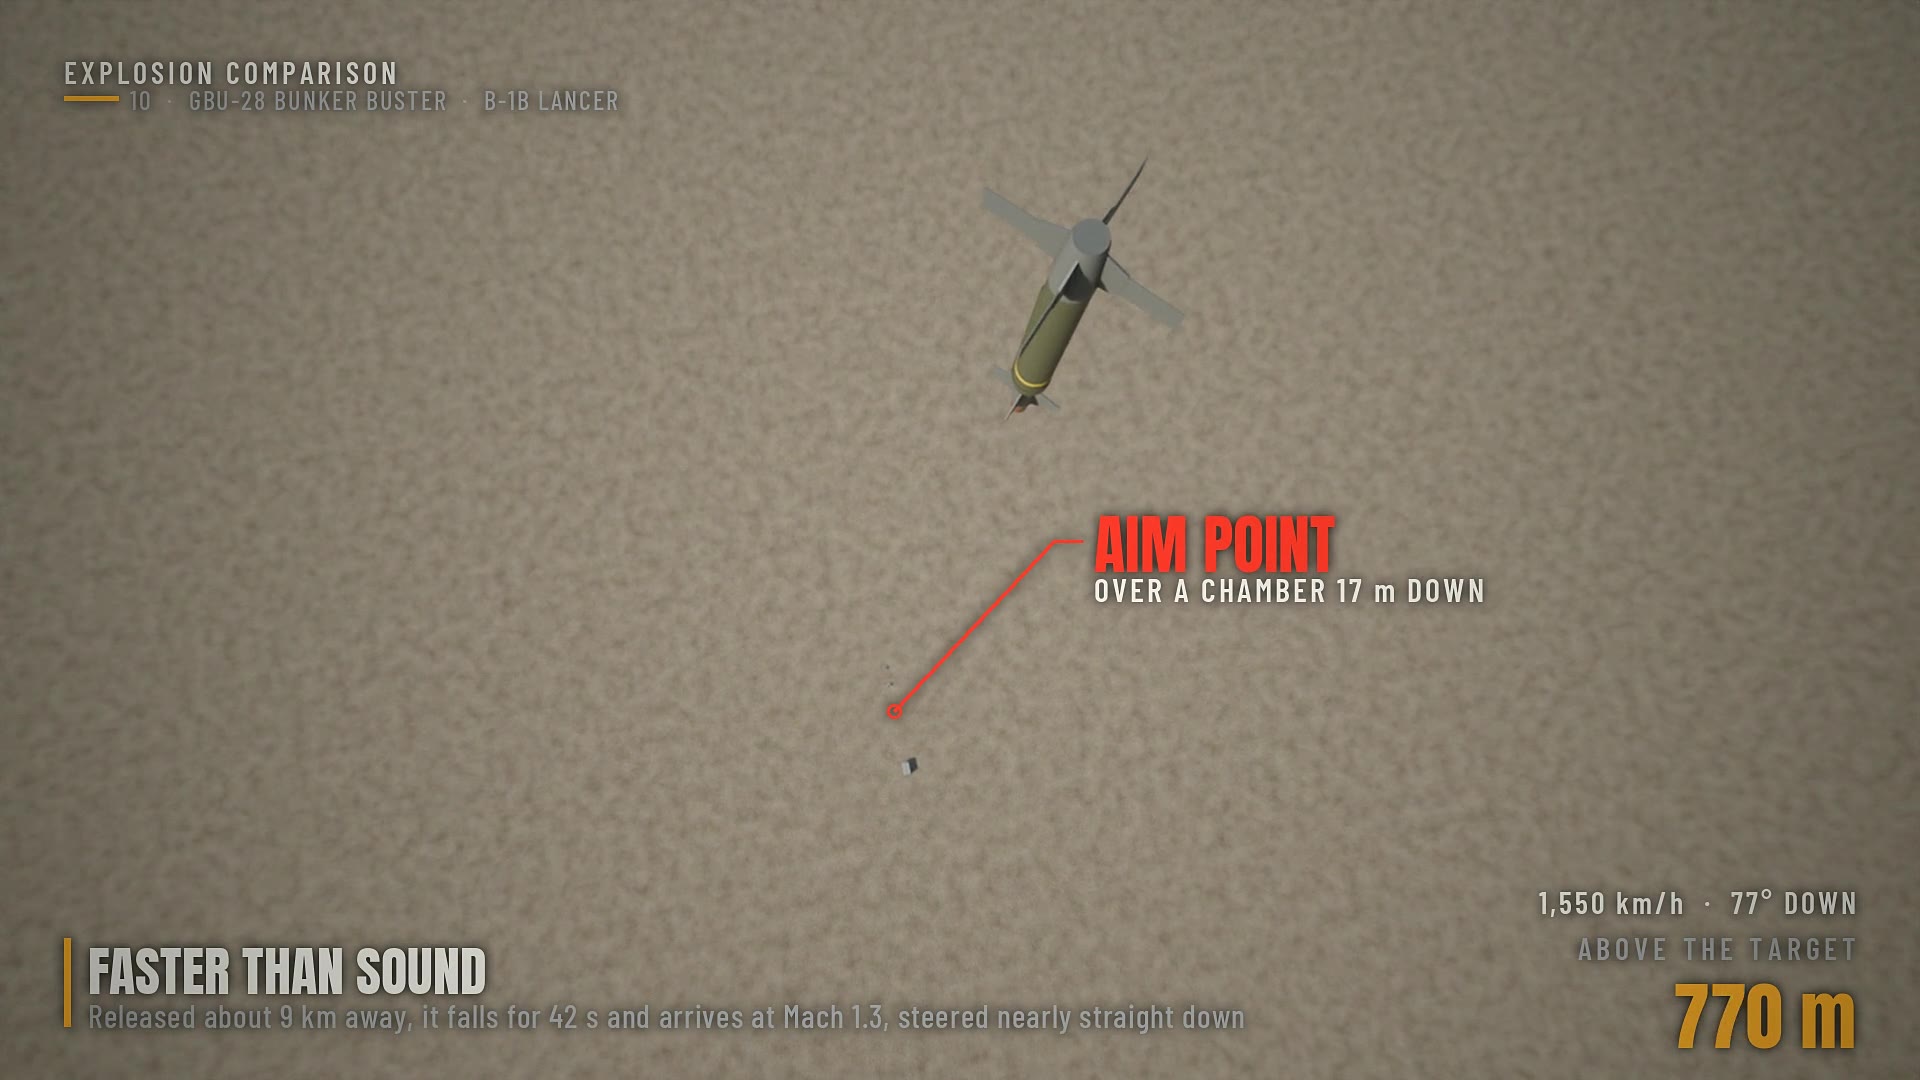 EXPLOSION COMPARISON
10 · GBU-28 BUNKER BUSTER · B-1B LANCER
AIM POINT
OVER A CHAMBER 17 m DOWN
1,550 km/h · 77° DOWN
ABOVE THE TARGET
770 m
FASTER THAN SOUND
Released about 9 km away, it falls for 42 s and arrives at Mach 1.3, steered nearly straight down